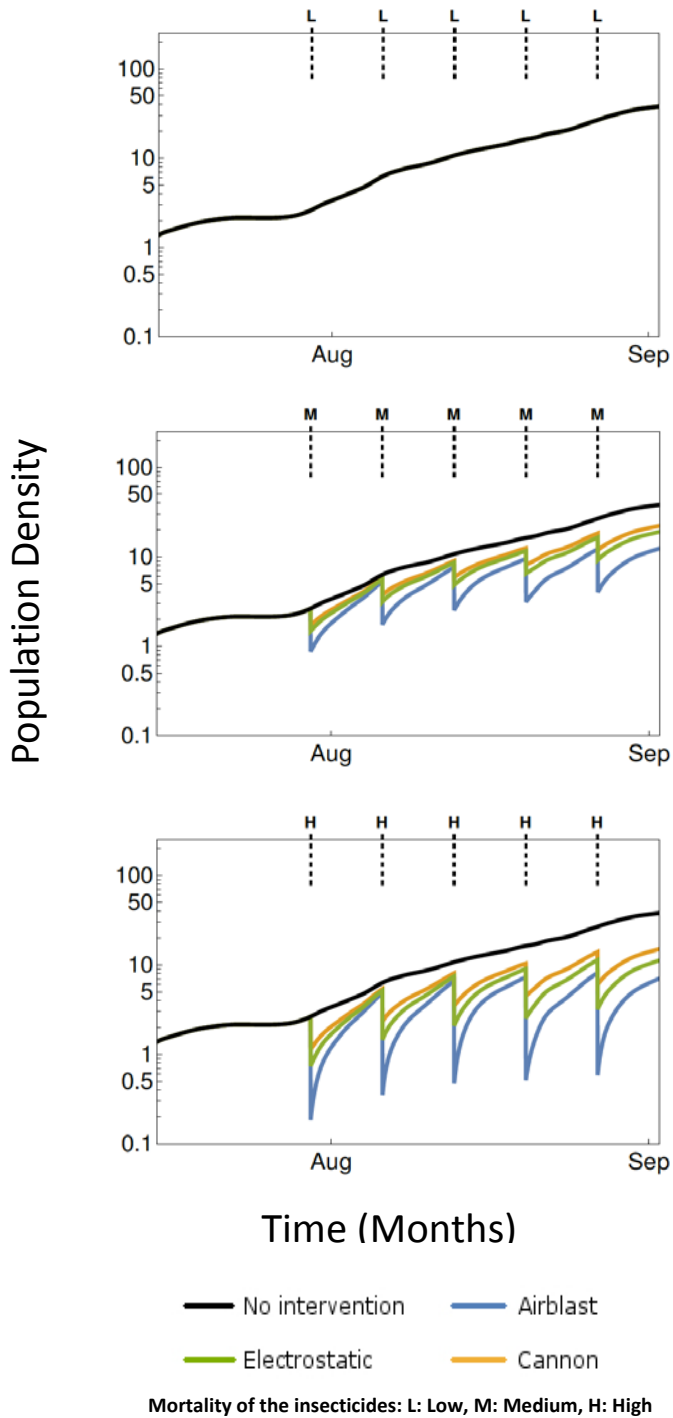 L L L L L
100
50
10
5
1
0.5
0.1
Aug Sep
M M M M M
100
50
10
5
1
0.5
0.1
Aug Sep
H H H H H
100
50
10
5
1
0.5
0.1
Aug Sep
Population Density
Time (Months)
No intervention Airblast
Electrostatic Cannon
Mortality of the insecticides: L: Low, M: Medium, H: High